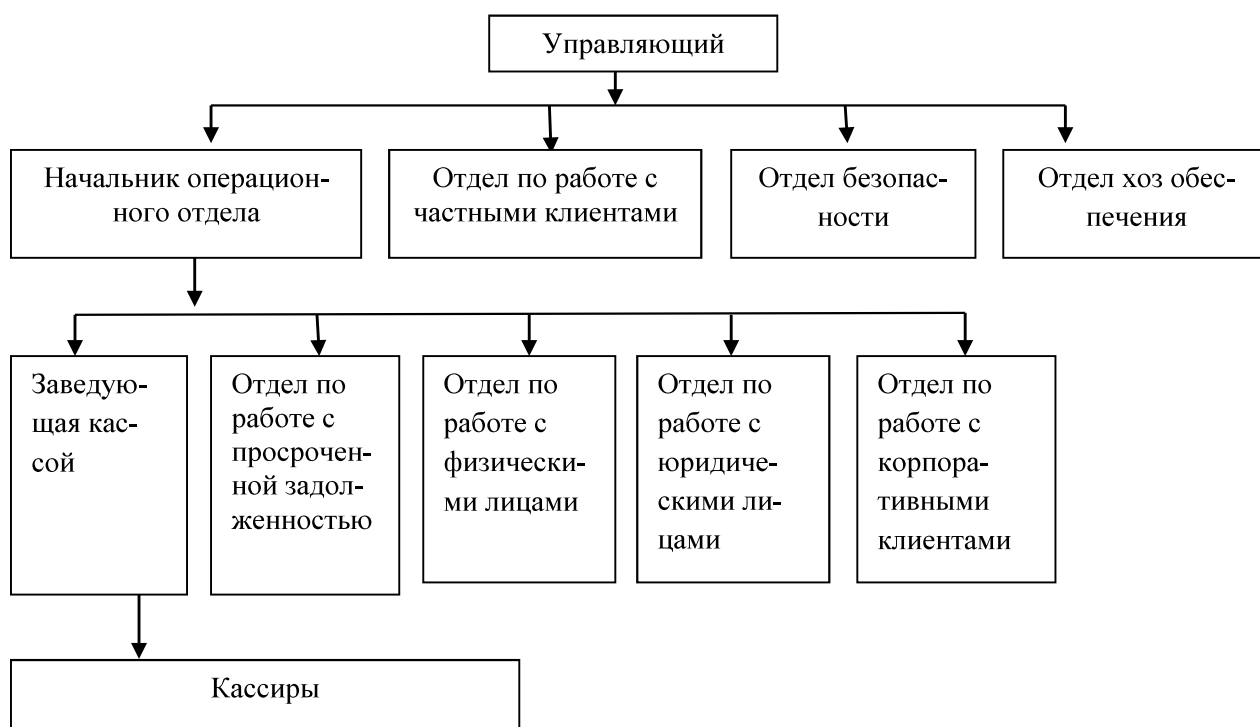 Управляющий
Начальник операцион-
ного отдела
Отдел по работе с
частными клиентами
Отдел безопас-
ности
Отдел хоз обес-
печения
Заведую-
щая кас-
сой
Отдел по
работе с
просрочен-
ной задол-
женностью
Отдел по
работе с
физически-
ми лицами
Отдел по
работе с
юридиче-
скими ли-
цами
Отдел по
работе с
корпора-
тивными
клиентами
Кассиры